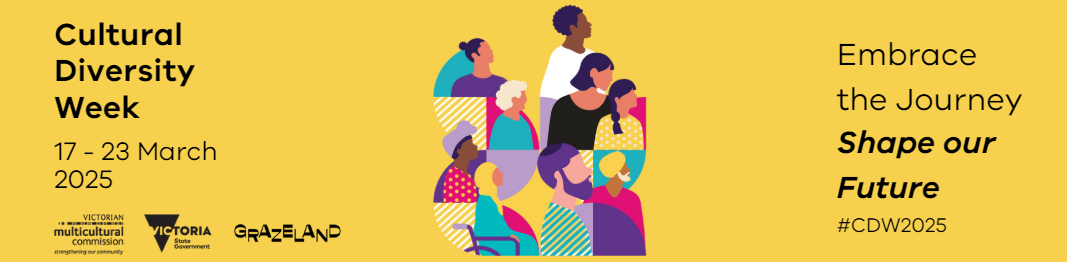 Cultural
Diversity
Week
17 - 23 March
2025
VICTORIAN
multicultural
commission
strengthening our community
VICTORIA
State
Government
GRAZELAND
Embrace
the Journey
Shape our
Future
#CDW2025